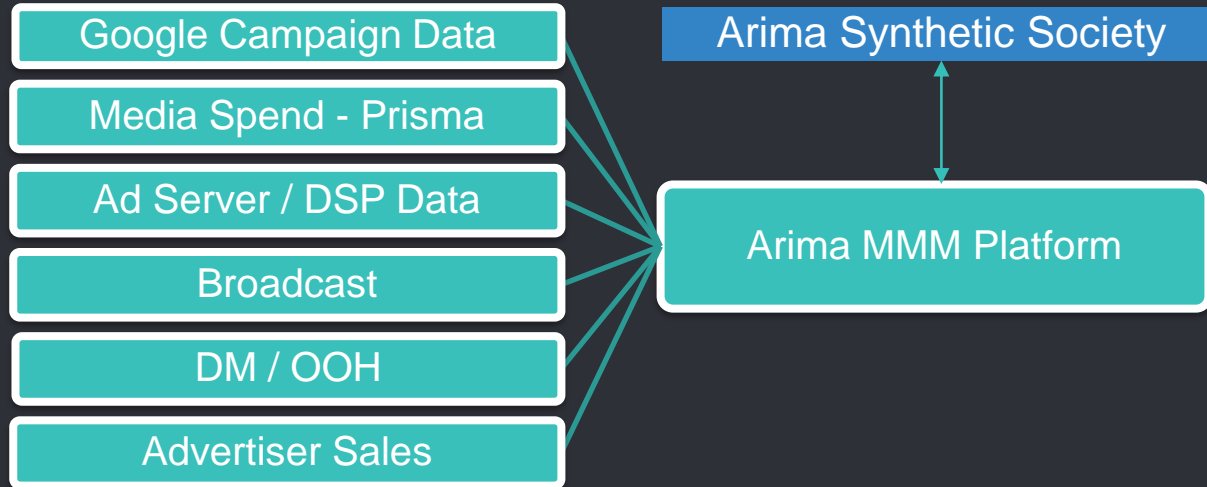 Google Campaign Data
Media Spend - Prisma
Ad Server / DSP Data
Broadcast
DM / OOH
Advertiser Sales
Arima Synthetic Society
Arima MMM Platform